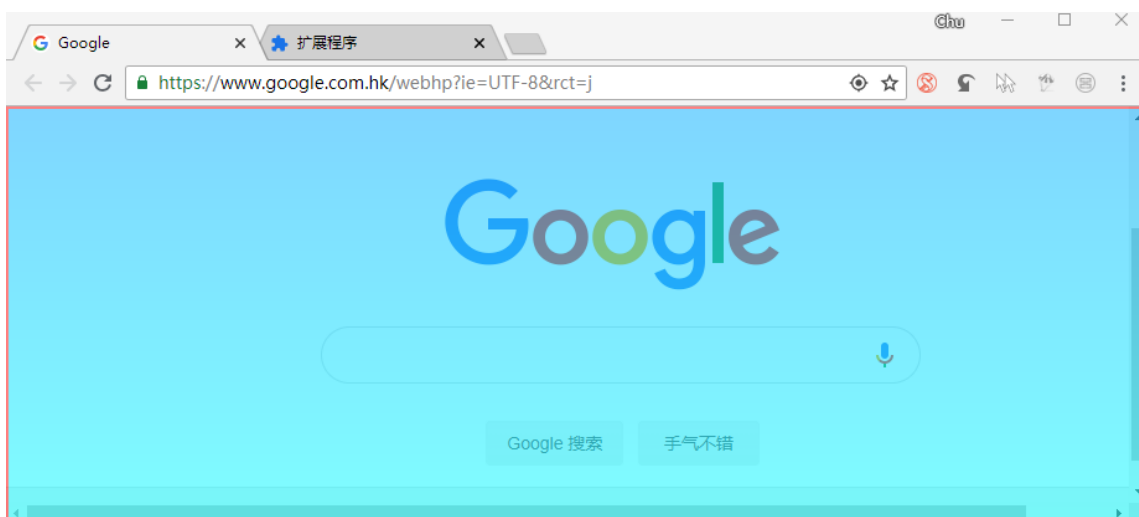 Chu
Google
扩展程序
https://www.google.com.hk/webhp?ie=UTF-8&rct=j
Google
Google 搜索
手气不错